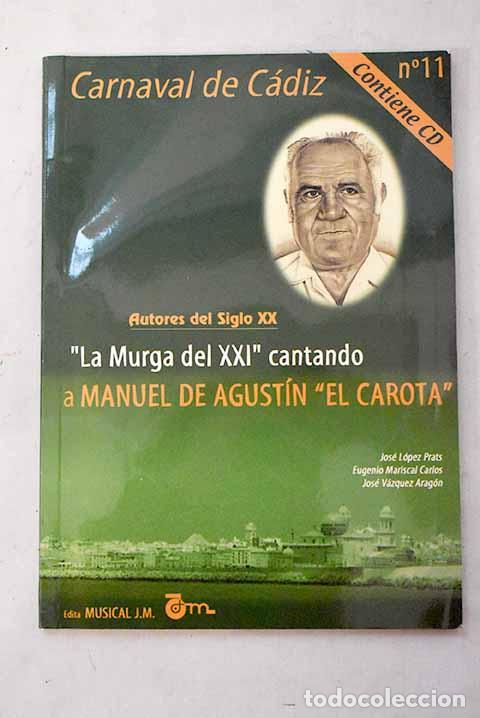 Carnaval de Cádiz
nº11
Contiene CD
Autores del Siglo XX
"La Murga del XXI" cantando
a MANUEL DE AGUSTÍN "EL CAROTA"
José López Prats
Eugenio Mariscal Carlos
José Vázquez Aragón
Edita MUSICAL J.M.
Jm
todocoleccion